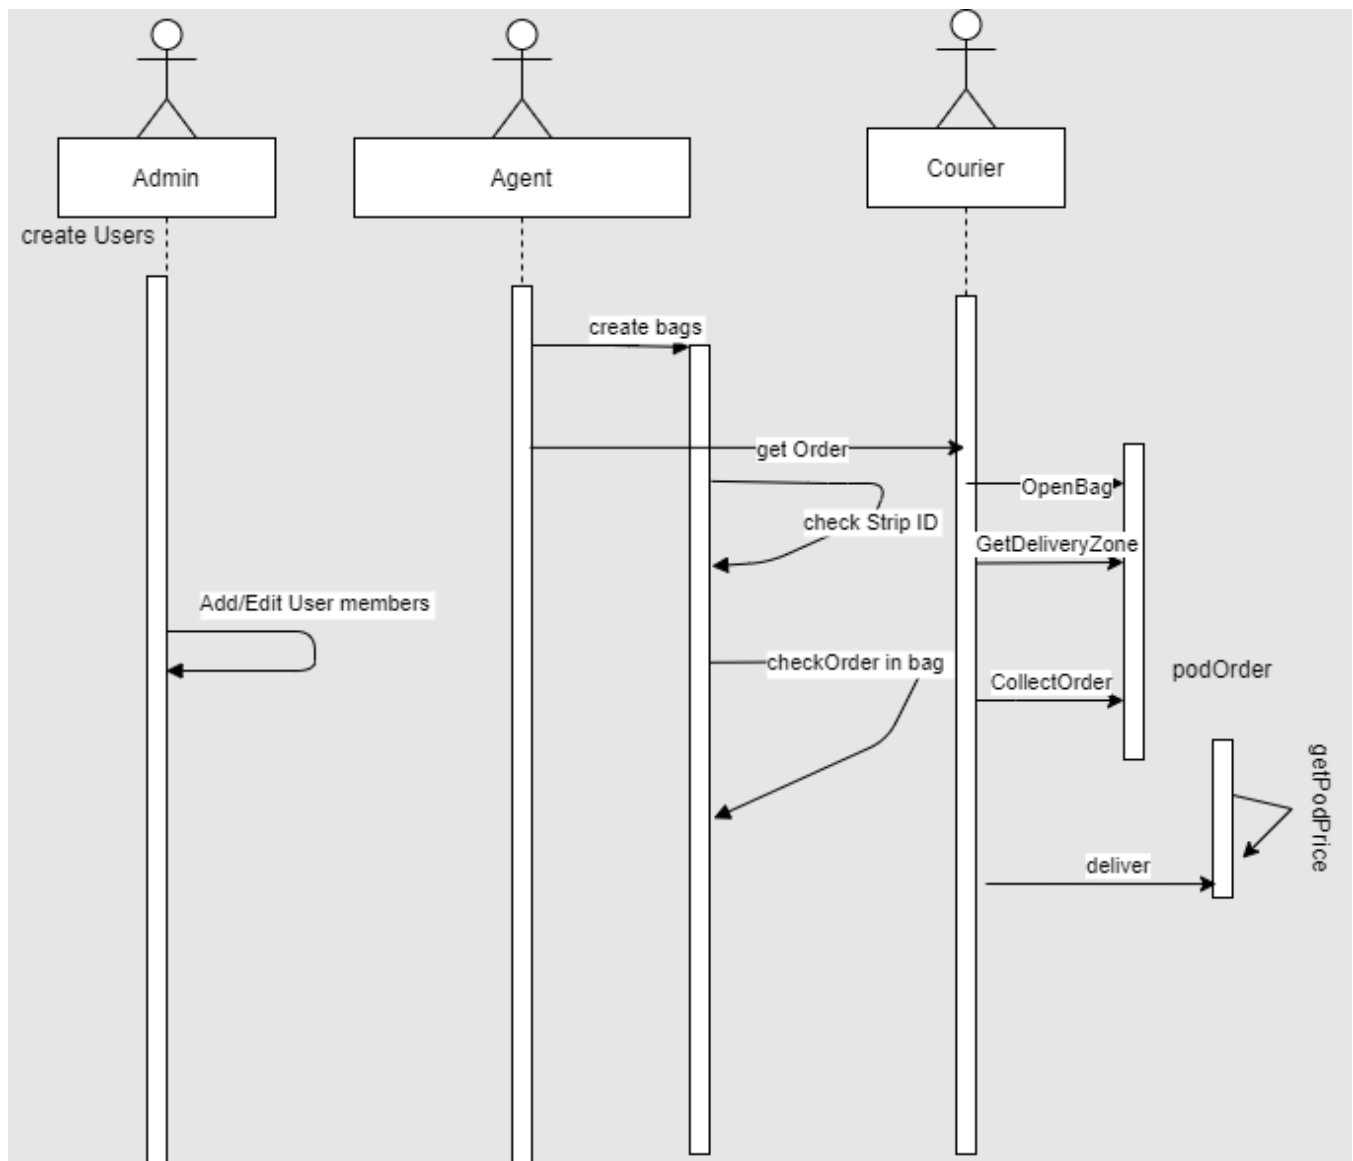 Admin
Agent
Courier
create Users
create bags
get Order
OpenBag
check Strip ID
GetDeliveryZone
Add/Edit User members
checkOrder in bag
podOrder
CollectOrder
getPodPrice
deliver